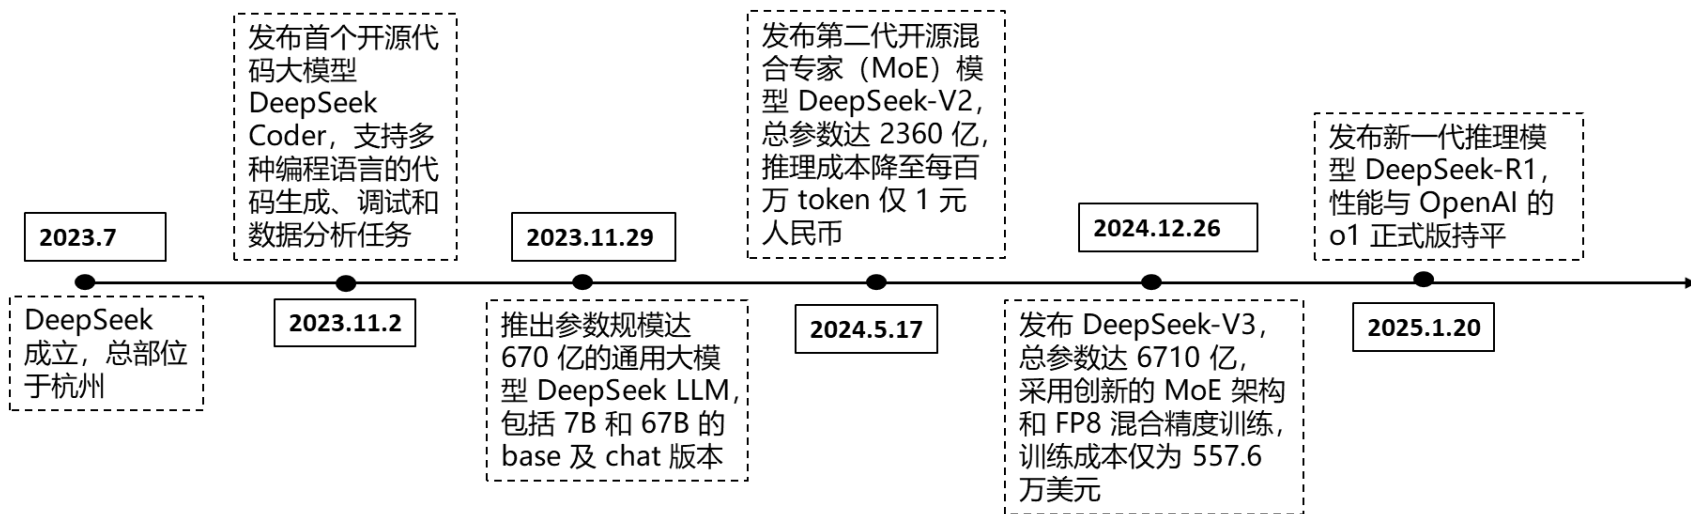 2023.7
DeepSeek
成立，总部位
于杭州
发布首个开源代
码大模型
DeepSeek
Coder，支持多
种编程语言的代
码生成、调试和
数据分析任务
2023.11.2
2023.11.29
推出参数规模达
670 亿的通用大模
型 DeepSeek LLM，
包括 7B 和 67B 的
base 及 chat 版本
发布第二代开源混
合专家（MoE）模
型 DeepSeek-V2，
总参数达 2360 亿，
推理成本降至每百
万 token 仅 1 元
人民币
2024.5.17
2024.12.26
发布 DeepSeek-V3，
总参数达 6710 亿，
采用创新的 MoE 架构
和 FP8 混合精度训练，
训练成本仅为 557.6
万美元
发布新一代推理模
型 DeepSeek-R1，
性能与 OpenAI 的
o1 正式版持平
2025.1.20